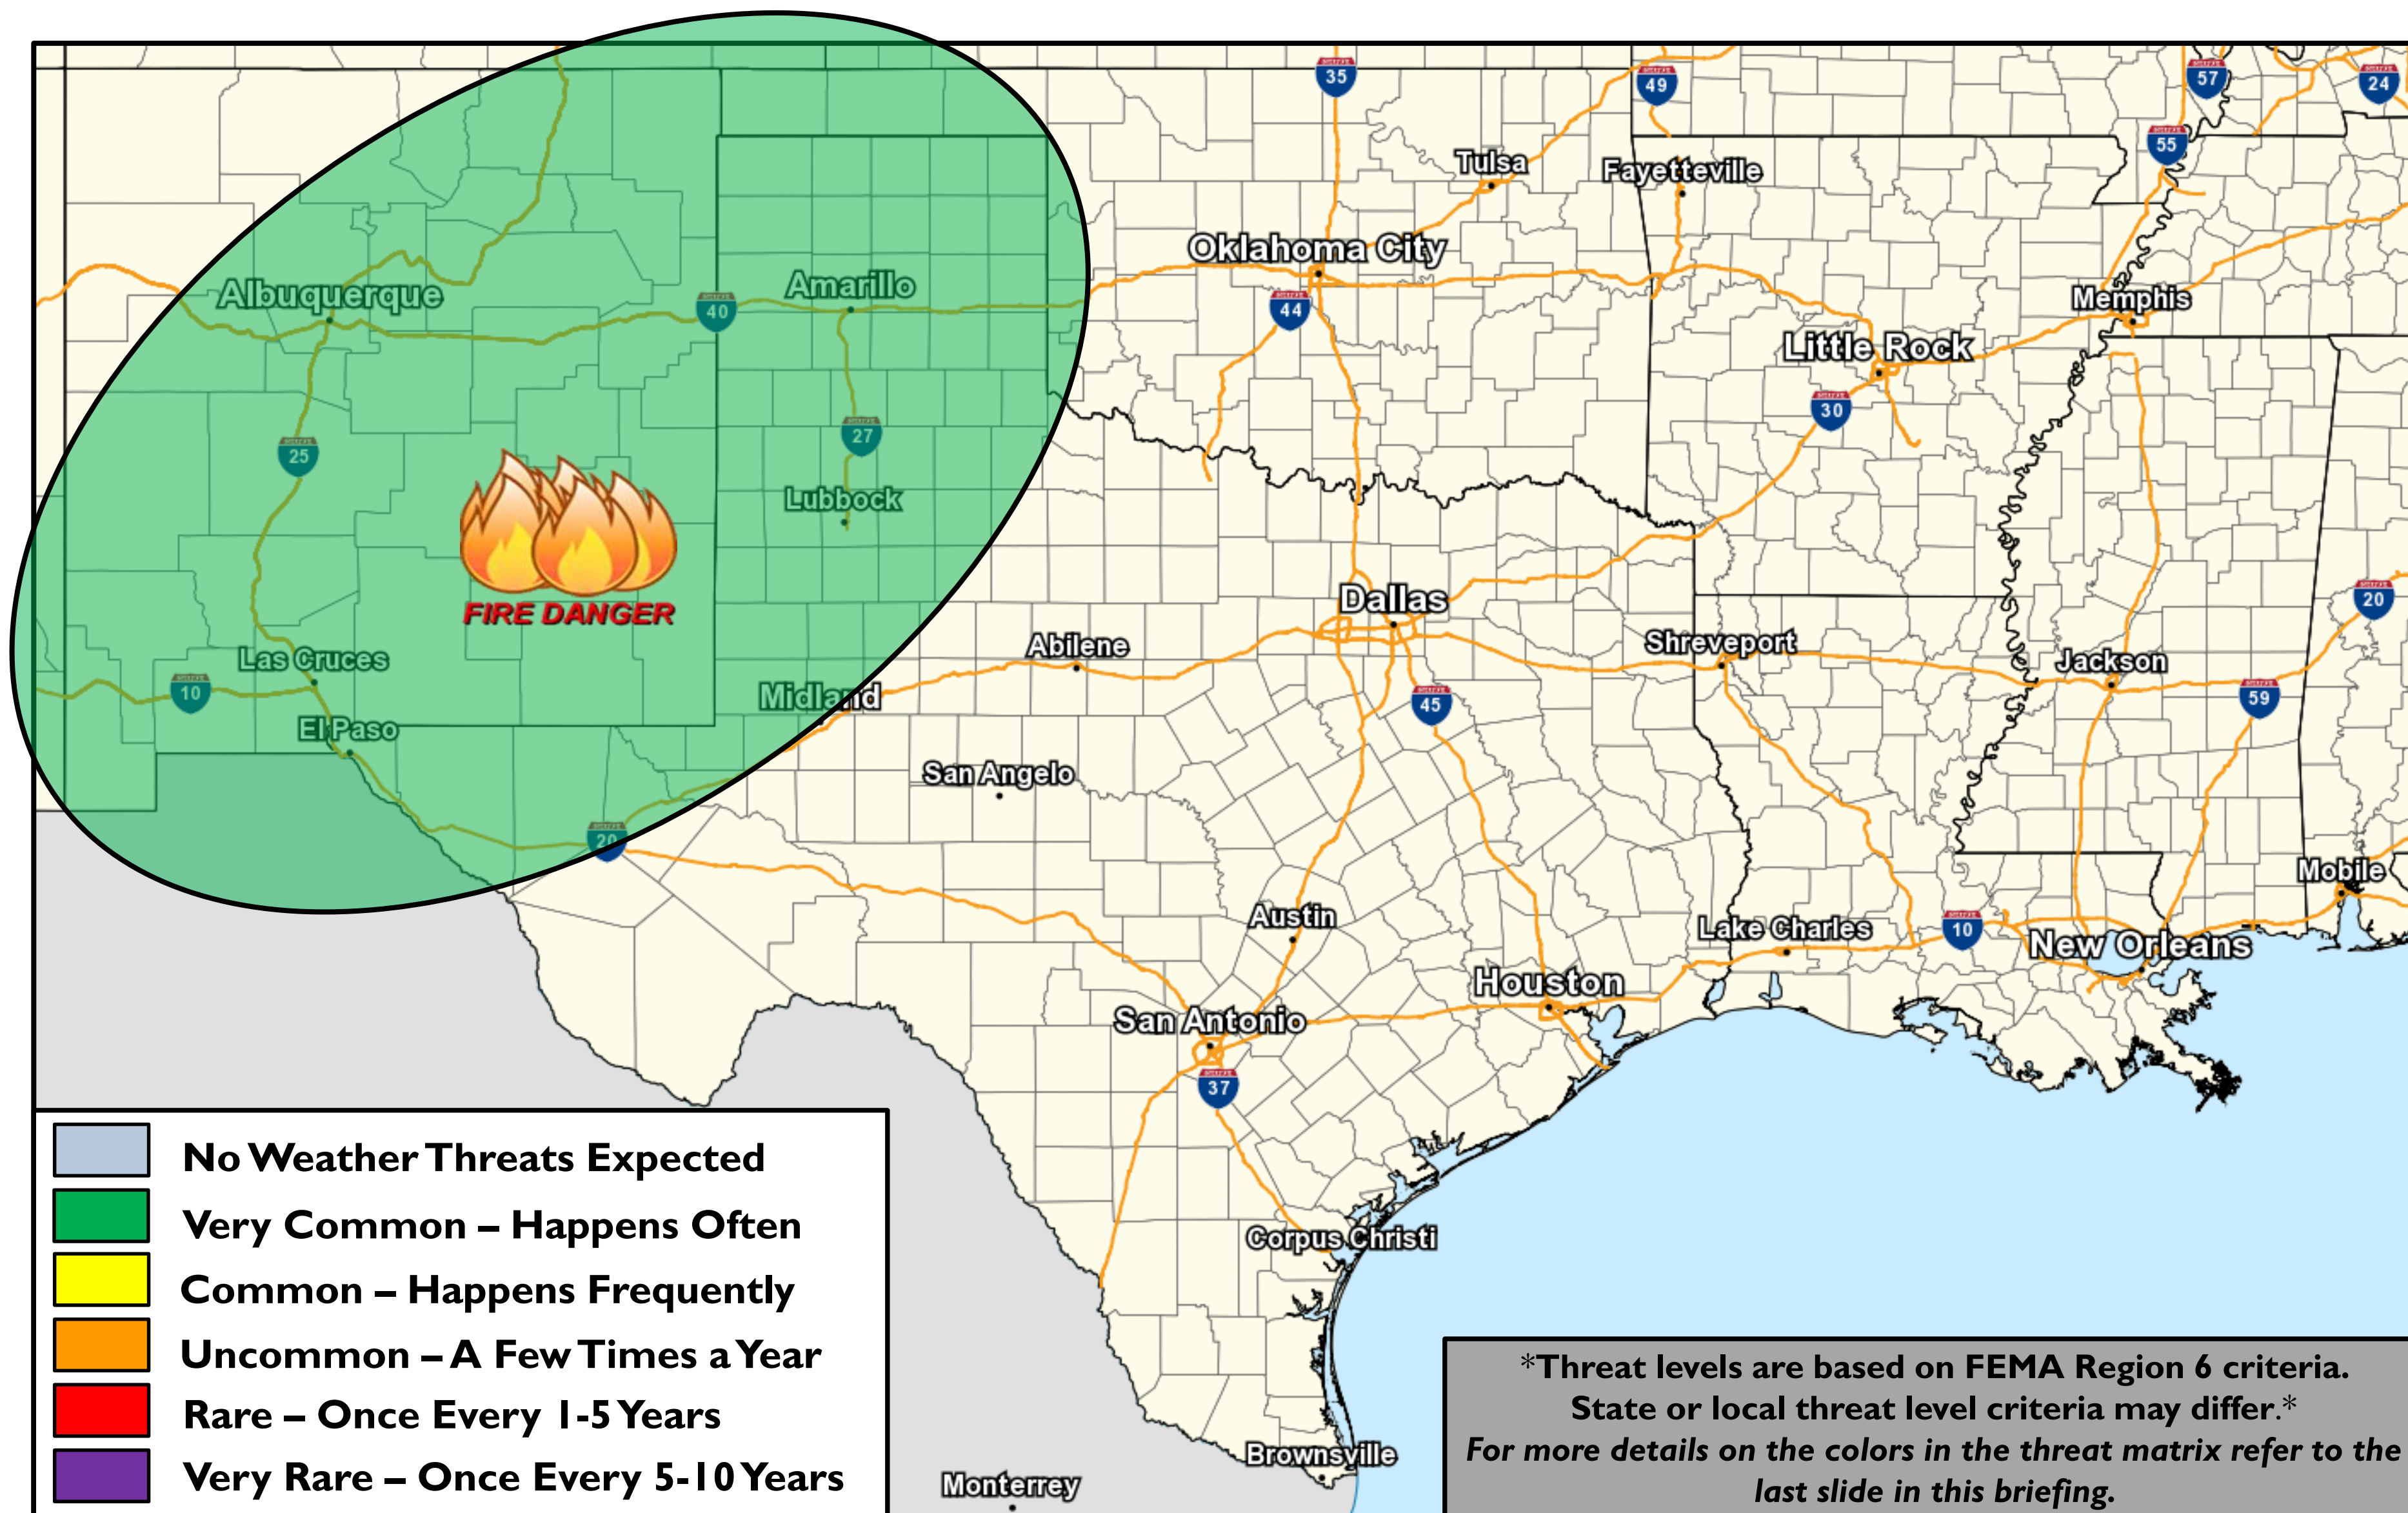 35
49
57
24
55
Tulsa
Fayetteville
Oklahoma City
Albuquerque
Amarillo
40
44
Memphis
Little Rock
30
25
27
Lubbock
FIRE DANGER
Dallas
20
Abilene
Shreveport
Las Cruces
Jackson
10
Midland
45
59
El Paso
San Angelo
20
Mobile
Austin
Lake Charles
10
New Orleans
Houston
San Antonio
37
Corpus Christi
Brownsville
Monterrey
No Weather Threats Expected
Very Common – Happens Often
Common – Happens Frequently
Uncommon – A Few Times a Year
Rare – Once Every 1-5 Years
Very Rare – Once Every 5-10 Years
*Threat levels are based on FEMA Region 6 criteria.
State or local threat level criteria may differ.*
For more details on the colors in the threat matrix refer to the
last slide in this briefing.